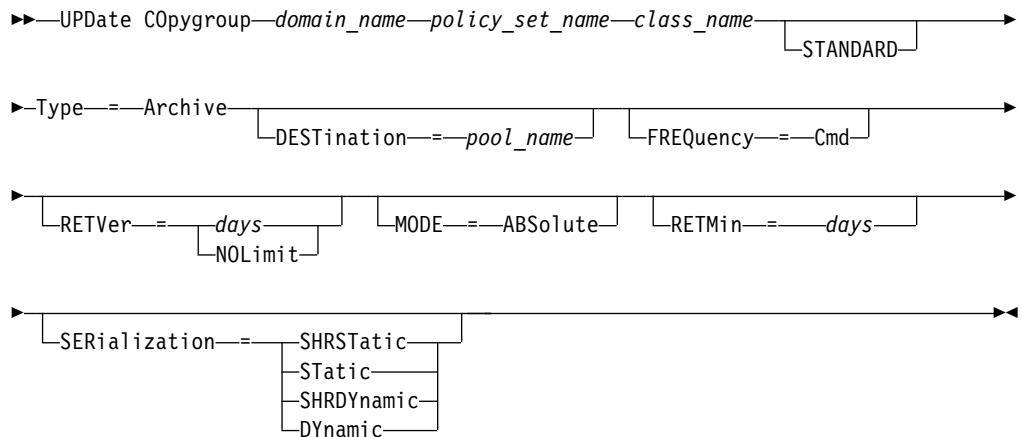 UPDate COpygroup domain_name policy_set_name class_name
STANDARD
Type = Archive
DESTination = pool_name
FREQuency = Cmd
RETVer = days
NOLimit
MODE = ABSolute
RETMin = days
SERialization = SHRSTatic
STatic
SHRDYnamic
DYnamic